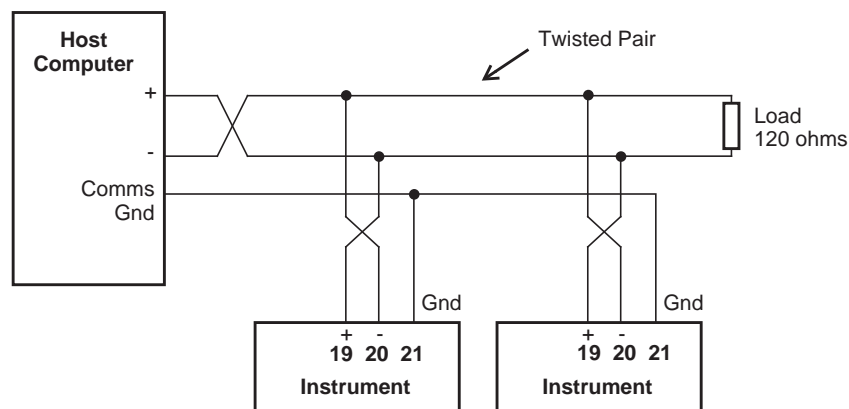 Host
Computer
Twisted Pair
+
-
Load
120 ohms
Comms
Gnd
Gnd
Gnd
+ -
19 20 21
Instrument
+ -
19 20 21
Instrument